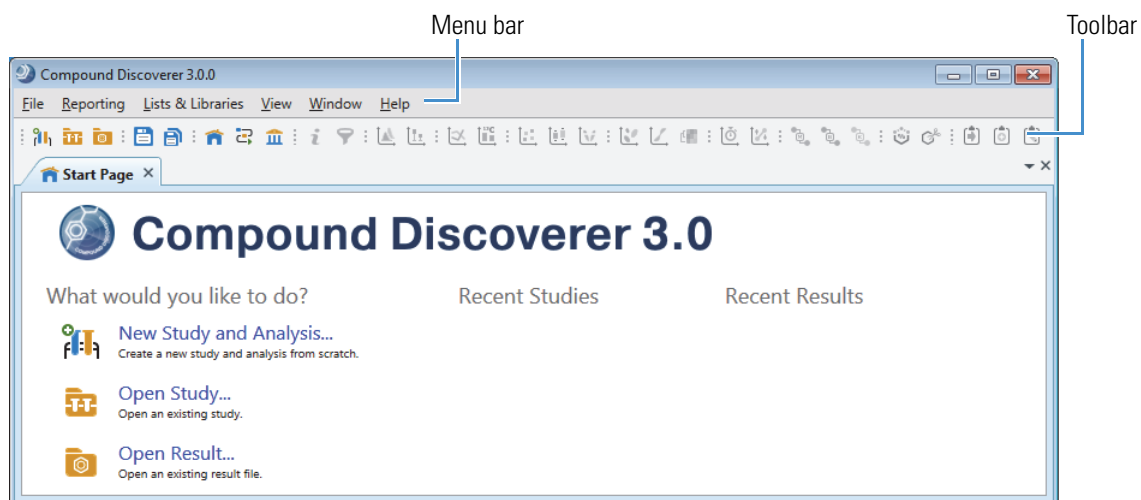 Menu bar
Toolbar
Compound Discoverer 3.0.0
File Reporting Lists & Libraries View Window Help
Start Page
Compound Discoverer 3.0
What would you like to do?
Recent Studies
Recent Results
New Study and Analysis...
Create a new study and analysis from scratch.
Open Study...
Open an existing study.
Open Result...
Open an existing result file.